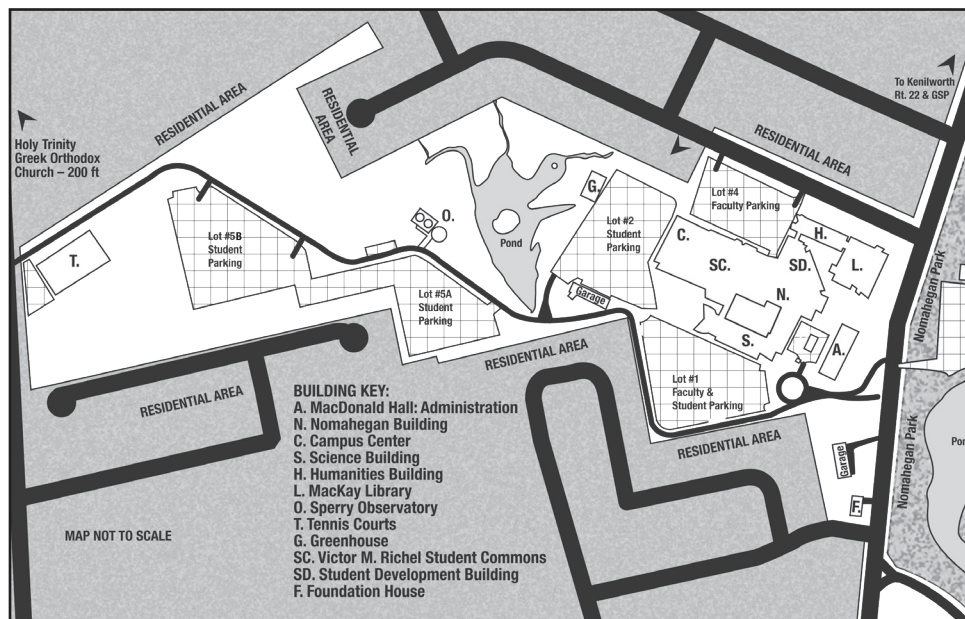 To Kenilworth
Rt. 22 & GSP
Holy Trinity
Greek Orthodox
Church – 200 ft
RESIDENTIAL AREA
RESIDENTIAL
AREA
RESIDENTIAL AREA
Lot #4
Faculty Parking
G.
Lot #2
Student
Parking
O.
Pond
C.
H.
SC.
SD.
L.
Lot #5B
Student
Parking
T.
N.
Nomahegan Park
Garage
Lot #5A
Student
Parking
S.
A.
RESIDENTIAL AREA
Lot #1
Faculty &
Student Parking
RESIDENTIAL AREA
RESIDENTIAL AREA
Garage
Nomahegan Park
F.
BUILDING KEY:
A. MacDonald Hall: Administration
N. Nomahegan Building
C. Campus Center
S. Science Building
H. Humanities Building
L. MacKay Library
O. Sperry Observatory
T. Tennis Courts
G. Greenhouse
SC. Victor M. Richel Student Commons
SD. Student Development Building
F. Foundation House
MAP NOT TO SCALE